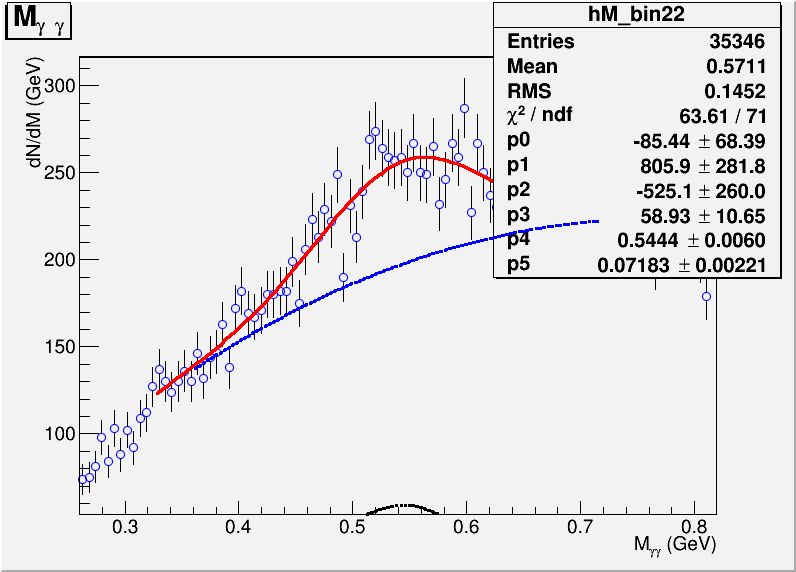 M γ γ
hM_bin22
Entries 35346
Mean 0.5711
RMS 0.1452
χ² / ndf 63.61 / 71
p0 -85.44 ± 68.39
p1 805.9 ± 281.8
p2 -525.1 ± 260.0
p3 58.93 ± 10.65
p4 0.5444 ± 0.0060
p5 0.07183 ± 0.00221
dN/dM (GeV)
300
250
200
150
100
0.3 0.4 0.5 0.6 0.7 0.8
Mγγ (GeV)